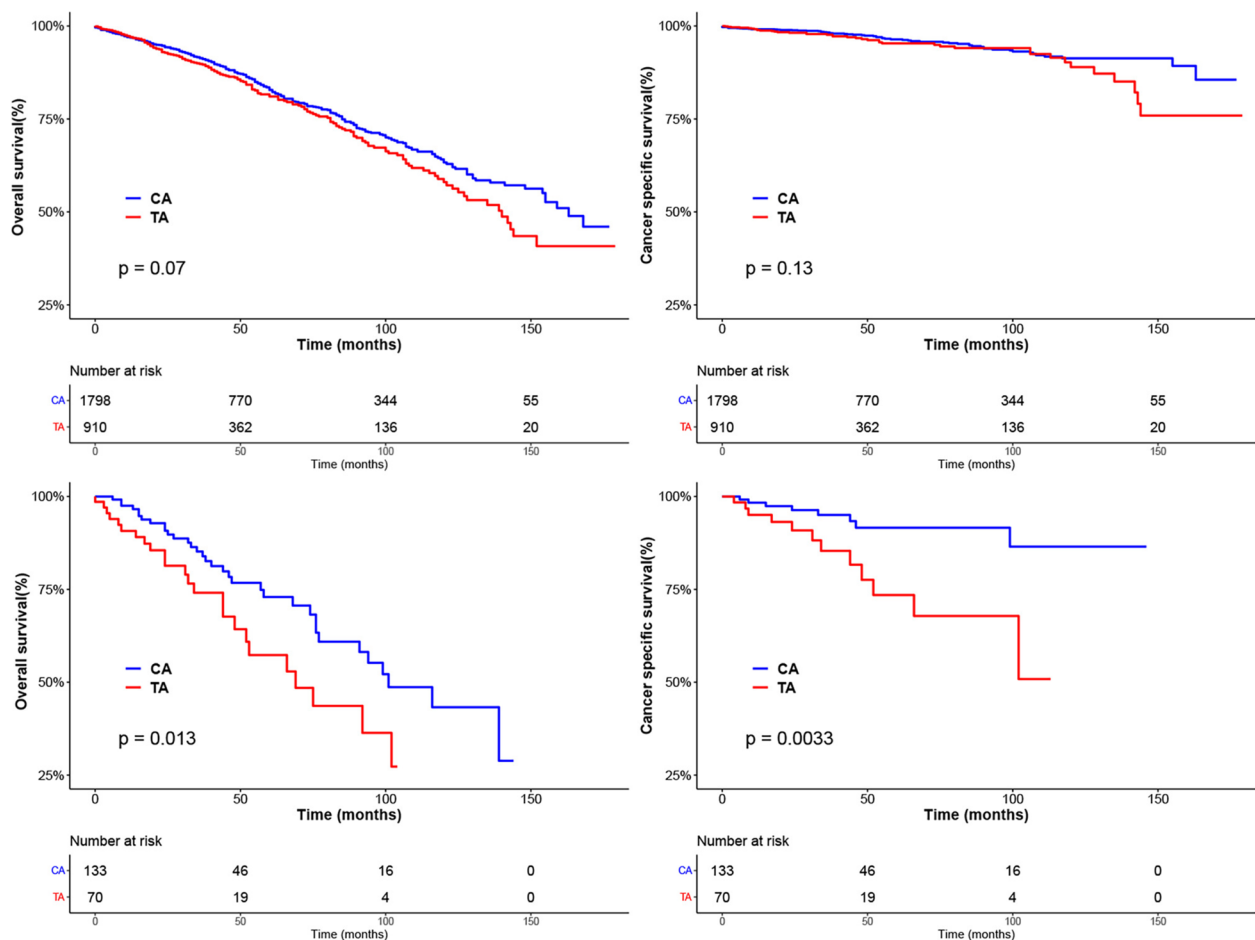 100%
75%
50%
25%
Overall survival(%)
CA
TA
p = 0.07
0
50
100
150
Time (months)
Number at risk
CA 1798 770 344 55
TA 910 362 136 20
0 50 100 150
Time (months)
100%
75%
50%
25%
Cancer specific survival(%)
CA
TA
p = 0.13
0
50
100
150
Time (months)
Number at risk
CA 1798 770 344 55
TA 910 362 136 20
0 50 100 150
Time (months)
100%
75%
50%
25%
Overall survival(%)
CA
TA
p = 0.013
0
50
100
150
Time (months)
Number at risk
CA 133 46 16 0
TA 70 19 4 0
0 50 100 150
Time (months)
100%
75%
50%
25%
Cancer specific survival(%)
CA
TA
p = 0.0033
0
50
100
150
Time (months)
Number at risk
CA 133 46 16 0
TA 70 19 4 0
0 50 100 150
Time (months)